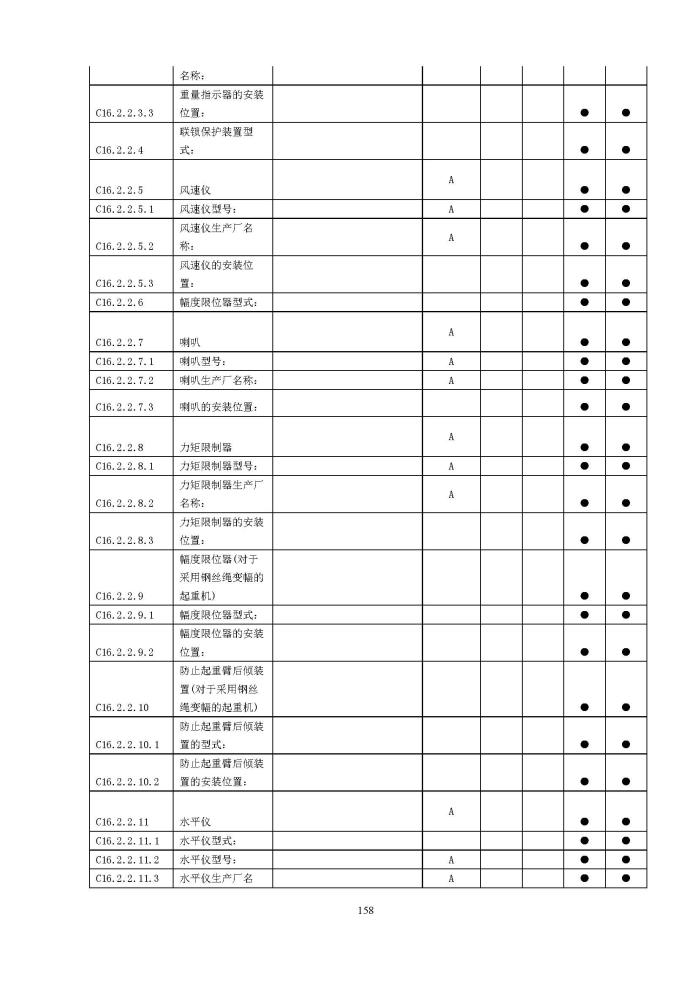 名称：
重量指示器的安装
C16.2.2.3.3 位置： ● ●
联锁保护装置型
C16.2.2.4 式： ● ●
A
C16.2.2.5 风速仪 ● ●
C16.2.2.5.1 风速仪型号： A ● ●
风速仪生产厂名
A
C16.2.2.5.2 称： ● ●
风速仪的安装位
C16.2.2.5.3 置： ● ●
C16.2.2.6 幅度限位器型式： ● ●
A
C16.2.2.7 喇叭 ● ●
C16.2.2.7.1 喇叭型号： A ● ●
C16.2.2.7.2 喇叭生产厂名称： A ● ●
C16.2.2.7.3 喇叭的安装位置： ● ●
A
C16.2.2.8 力矩限制器 ● ●
C16.2.2.8.1 力矩限制器型号： A ● ●
力矩限制器生产厂
A
C16.2.2.8.2 名称： ● ●
力矩限制器的安装
C16.2.2.8.3 位置： ● ●
幅度限位器(对于
采用钢丝绳变幅的
C16.2.2.9 起重机) ● ●
C16.2.2.9.1 幅度限位器型式： ● ●
幅度限位器的安装
C16.2.2.9.2 位置： ● ●
防止起重臂后倾装
置(对于采用钢丝
C16.2.2.10 绳变幅的起重机) ● ●
防止起重臂后倾装
C16.2.2.10.1 置的型式： ● ●
防止起重臂后倾装
C16.2.2.10.2 置的安装位置： ● ●
A
C16.2.2.11 水平仪 ● ●
C16.2.2.11.1 水平仪型式： ● ●
C16.2.2.11.2 水平仪型号： A ● ●
C16.2.2.11.3 水平仪生产厂名 A ● ●
158